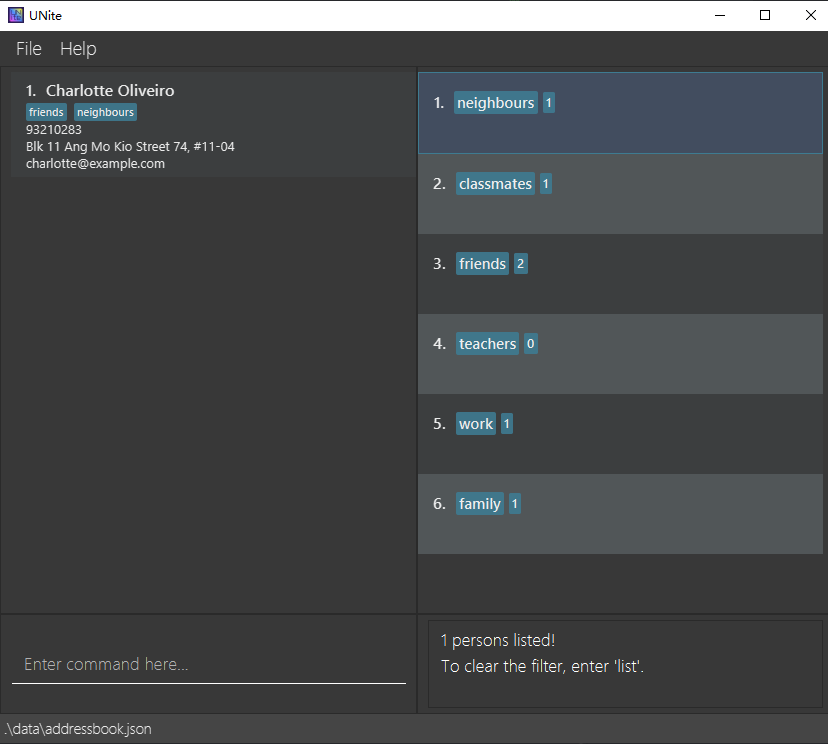 UNite
File Help
1. Charlotte Oliveiro
friends neighbours
93210283
Blk 11 Ang Mo Kio Street 74, #11-04
charlotte@example.com
1. neighbours 1
2. classmates 1
3. friends 2
4. teachers 0
5. work 1
6. family 1
Enter command here...
1 persons listed!
To clear the filter, enter 'list'.
.\data\addressbook.json